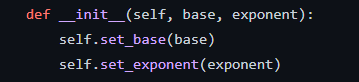 def __init__(self, base, exponent):
    self.set_base(base)
    self.set_exponent(exponent)